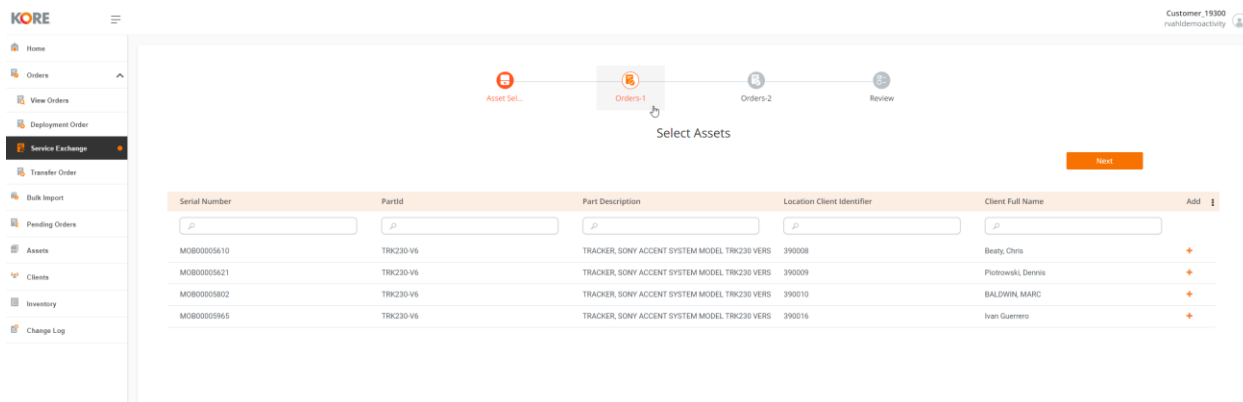 KORE
Customer_19300
rvahldemoactivity
Home
Orders
View Orders
Deployment Order
Service Exchange
Transfer Order
Bulk Import
Pending Orders
Assets
Clients
Inventory
Change Log
Asset Sel...
Orders-1
Orders-2
Review
Select Assets
Next
Serial Number PartId Part Description Location Client Identifier Client Full Name Add
MOB00005610 TRK230-V6 TRACKER, SONY ACCENT SYSTEM MODEL TRK230 VERS 390008 Beaty, Chris
MOB00005621 TRK230-V6 TRACKER, SONY ACCENT SYSTEM MODEL TRK230 VERS 390009 Piotrowski, Dennis
MOB00005802 TRK230-V6 TRACKER, SONY ACCENT SYSTEM MODEL TRK230 VERS 390010 BALDWIN, MARC
MOB00005965 TRK230-V6 TRACKER, SONY ACCENT SYSTEM MODEL TRK230 VERS 390016 Ivan Guerrero